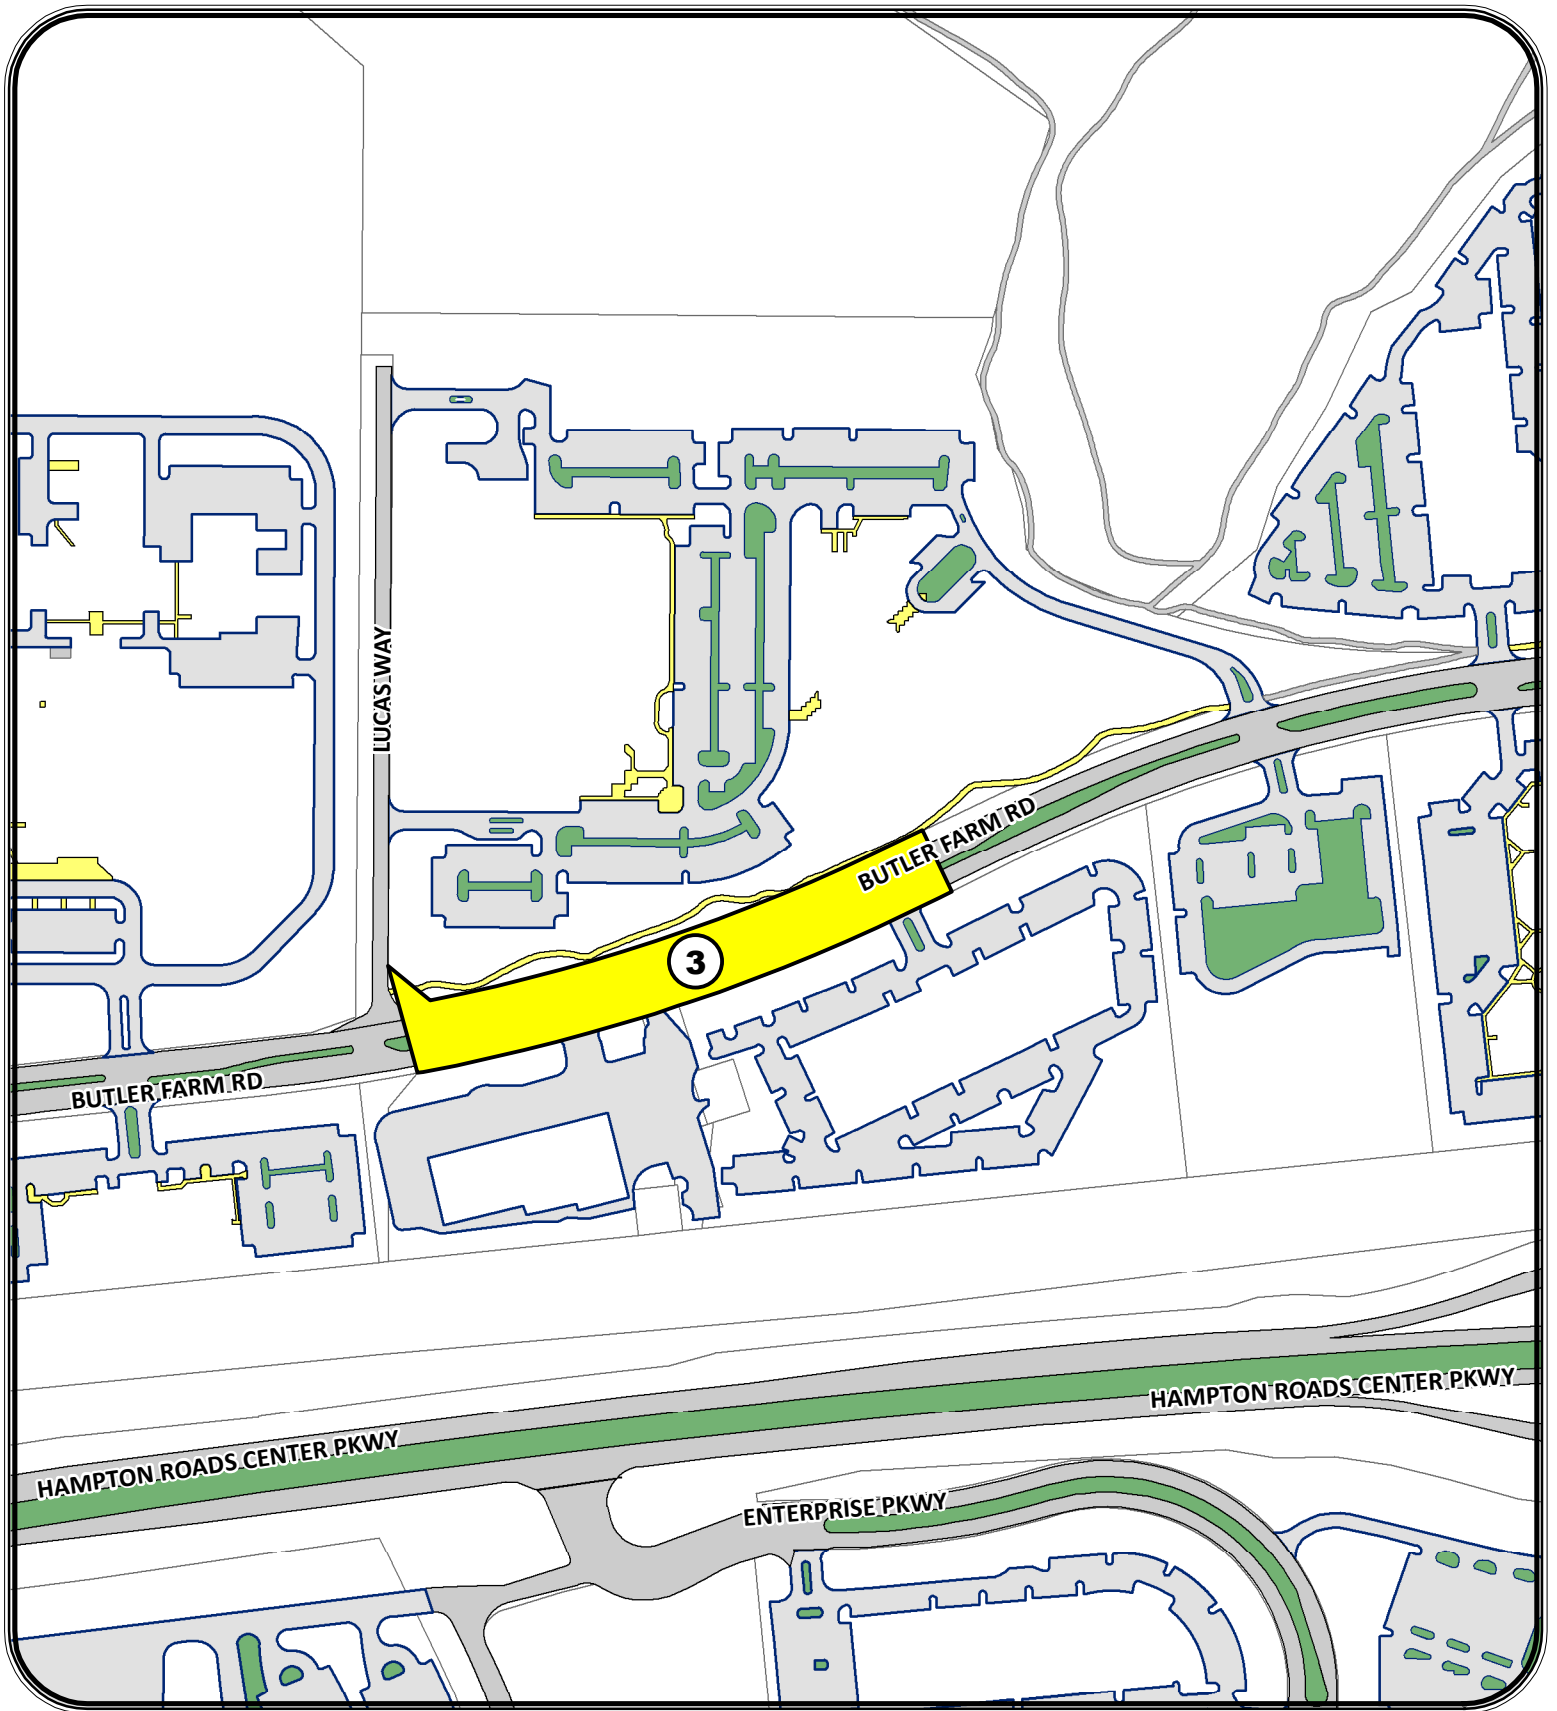 LUCAS WAY
BUTLER FARM RD
3
BUTLER FARM RD
HAMPTON ROADS CENTER PKWY
HAMPTON ROADS CENTER PKWY
ENTERPRISE PKWY